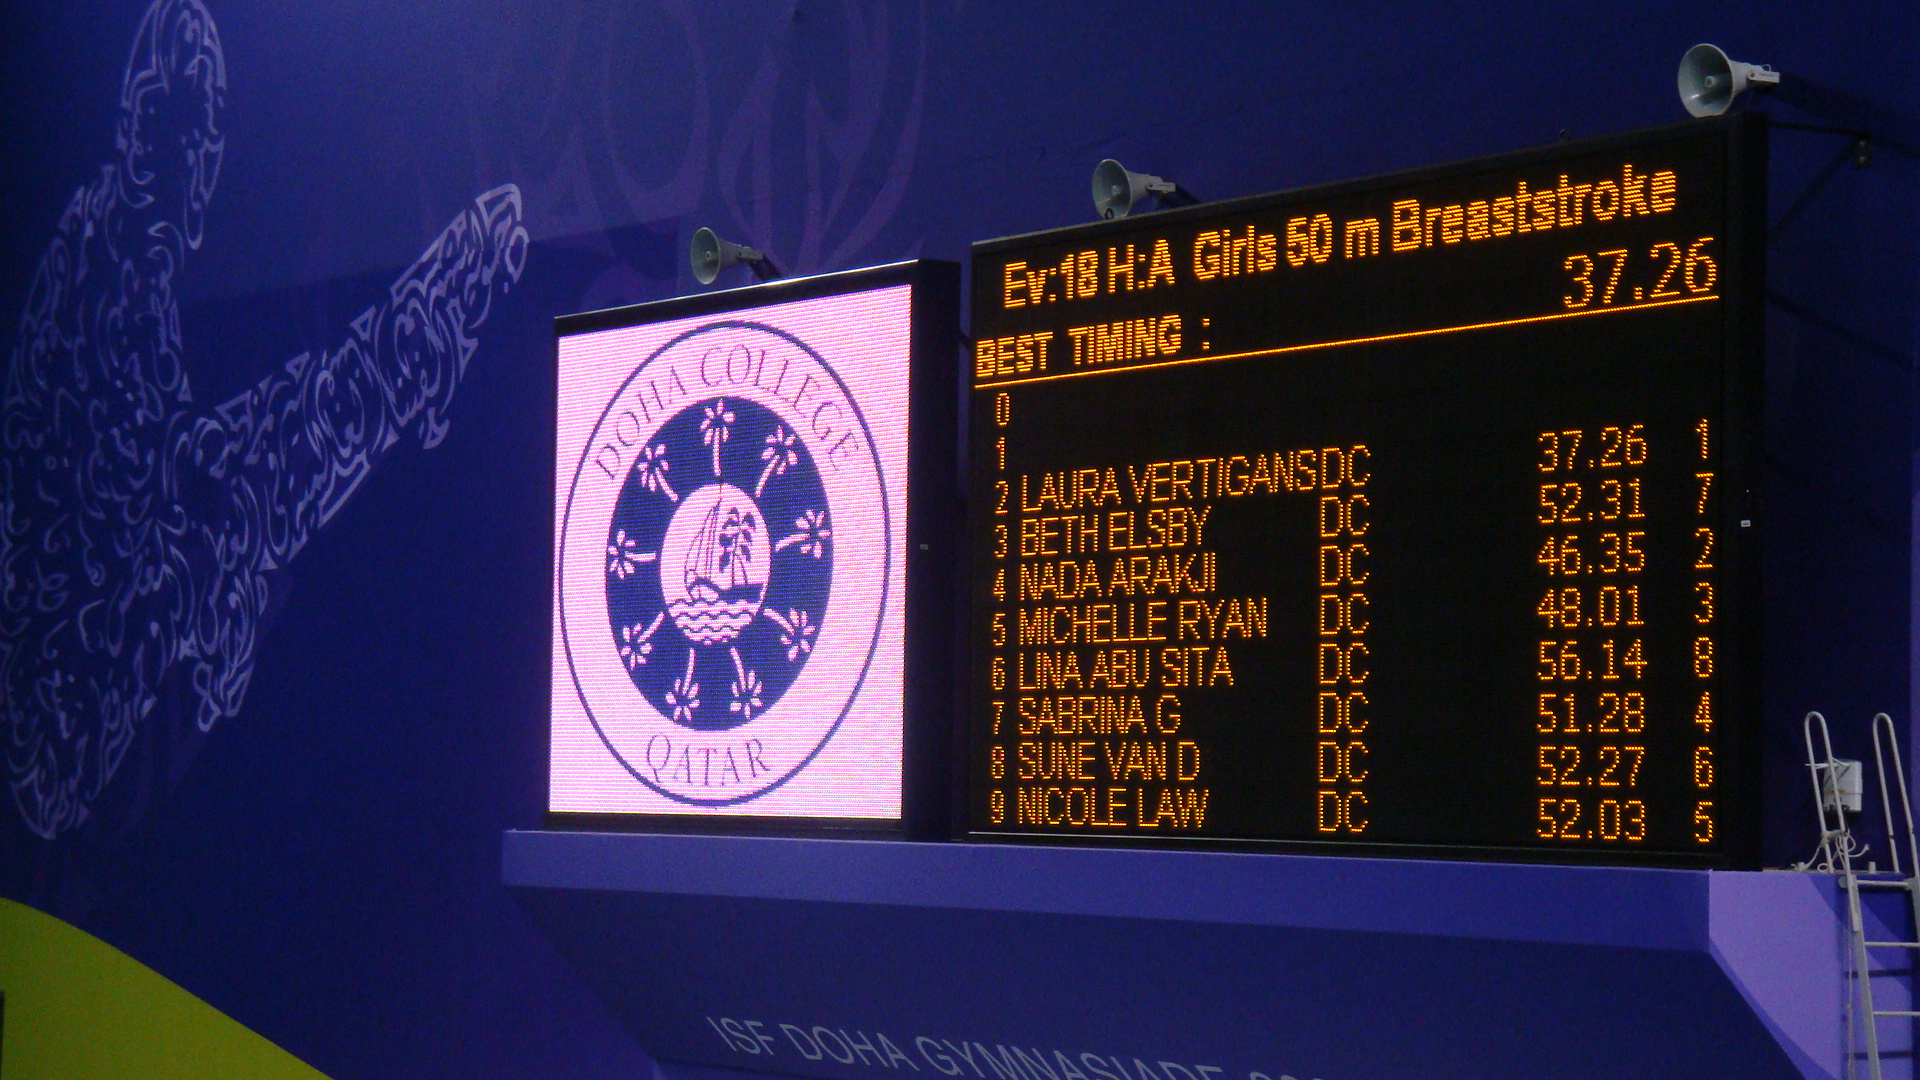 DOHA COLLEGE
QATAR
Ev:18 H:A Girls 50 m Breaststroke
BEST TIMING : 37.26
0
1
2 LAURA VERTIGANS DC 37.26 1
3 BETH ELSBY DC 52.31 7
4 NADA ARAKJI DC 46.35 2
5 MICHELLE RYAN DC 48.01 3
6 LINA ABU SITA DC 56.14 8
7 SABRINA G DC 51.28 4
8 SUNE VAN D DC 52.27 6
9 NICOLE LAW DC 52.03 5
ISF DOHA GYMNASIADE